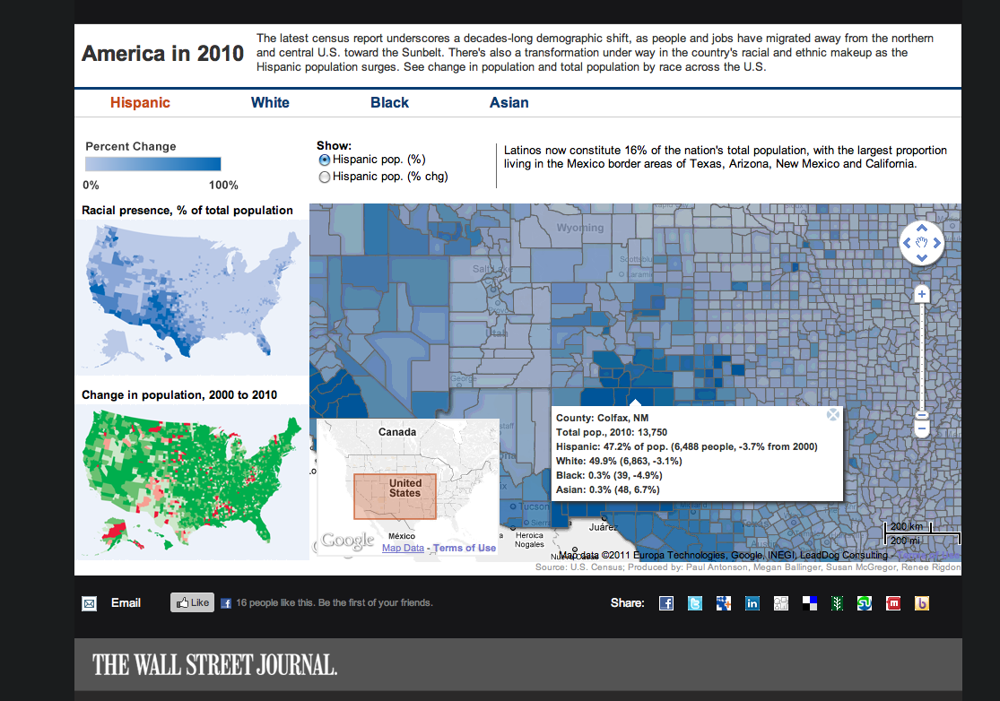 America in 2010
The latest census report underscores a decades-long demographic shift, as people and jobs have migrated away from the northern
and central U.S. toward the Sunbelt. There's also a transformation under way in the country's racial and ethnic makeup as the
Hispanic population surges. See change in population and total population by race across the U.S.
Hispanic White Black Asian
Percent Change
0% 100%
Show:
Hispanic pop. (%)
Hispanic pop. (% chg)
Latinos now constitute 16% of the nation's total population, with the largest proportion
living in the Mexico border areas of Texas, Arizona, New Mexico and California.
Racial presence, % of total population
Change in population, 2000 to 2010
Wyoming
Scottsblu
Salt Lake
Laramie
Utah
George
County: Colfax, NM
Total pop., 2010: 13,750
Hispanic: 47.2% of pop. (6,488 people, -3.7% from 2000)
White: 49.9% (6,863, -3.1%)
Black: 0.3% (39, -4.9%)
Asian: 0.3% (48, 6.7%)
Canada
United
States
México
Google
Map Data - Terms of Use
Tucson
Sierra
Heroica
Nogales
Juárez
Midland
Texas
Austin
200 km
200 mi
Map data ©2011 Europa Technologies, Google, INEGI, LeadDog Consulting
Source: U.S. Census; Produced by: Paul Antonson, Megan Ballinger, Susan McGregor, Renee Rigdon
Email
Like
16 people like this. Be the first of your friends.
Share:
THE WALL STREET JOURNAL.